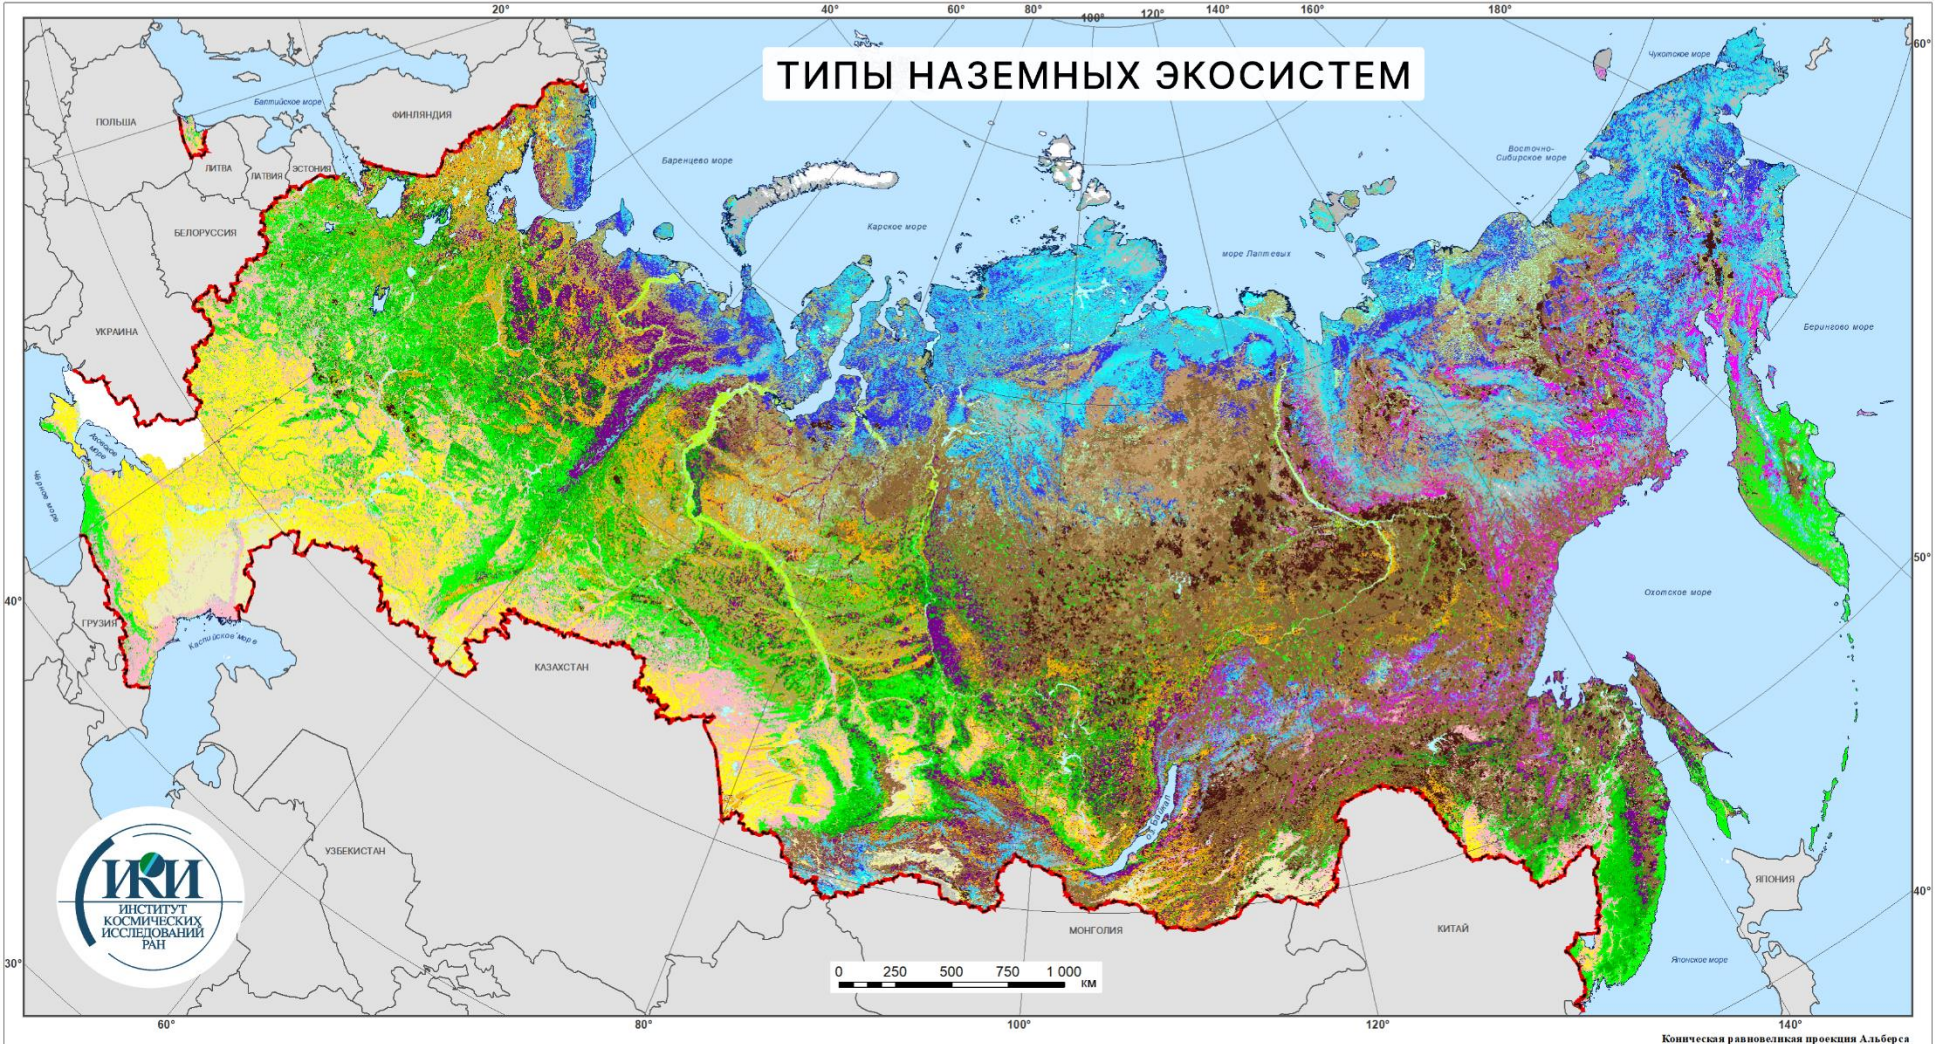 20° 40° 60° 80° 100° 120° 140° 160° 180°
60°
ТИПЫ НАЗЕМНЫХ ЭКОСИСТЕМ
Чукотское море
Балтийское море
ПОЛЬША
ФИНЛЯНДИЯ
Баренцево море
Восточно-
Сибирское море
ЛИТВА
ЛАТВИЯ
ЭСТОНИЯ
БЕЛОРУССИЯ
Карское море
море Лаптевых
УКРАИНА
Берингово море
Азовское
море
Чёрное море
50°
40°
Охотское море
ГРУЗИЯ
Каспийское море
КАЗАХСТАН
оз. Байкал
УЗБЕКИСТАН
ЯПОНИЯ
40°
ИКИ
ИНСТИТУТ
КОСМИЧЕСКИХ
ИССЛЕДОВАНИЙ
РАН
МОНГОЛИЯ
КИТАЙ
30°
Японское море
0 250 500 750 1 000
км
60° 80° 100° 120° 140°
Коническая равновеликая проекция Альберса